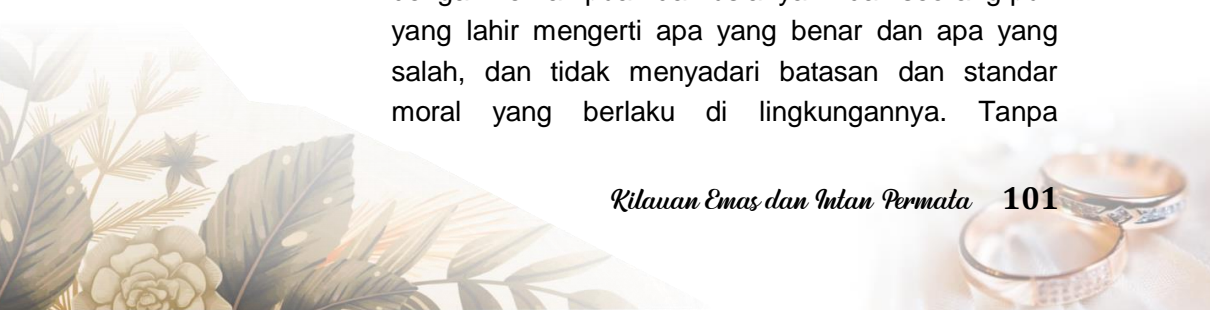 yang lahir mengerti apa yang benar dan apa yang
salah, dan tidak menyadari batasan dan standar
moral yang berlaku di lingkungannya. Tanpa
Kilauan Emas dan Intan Permata 101